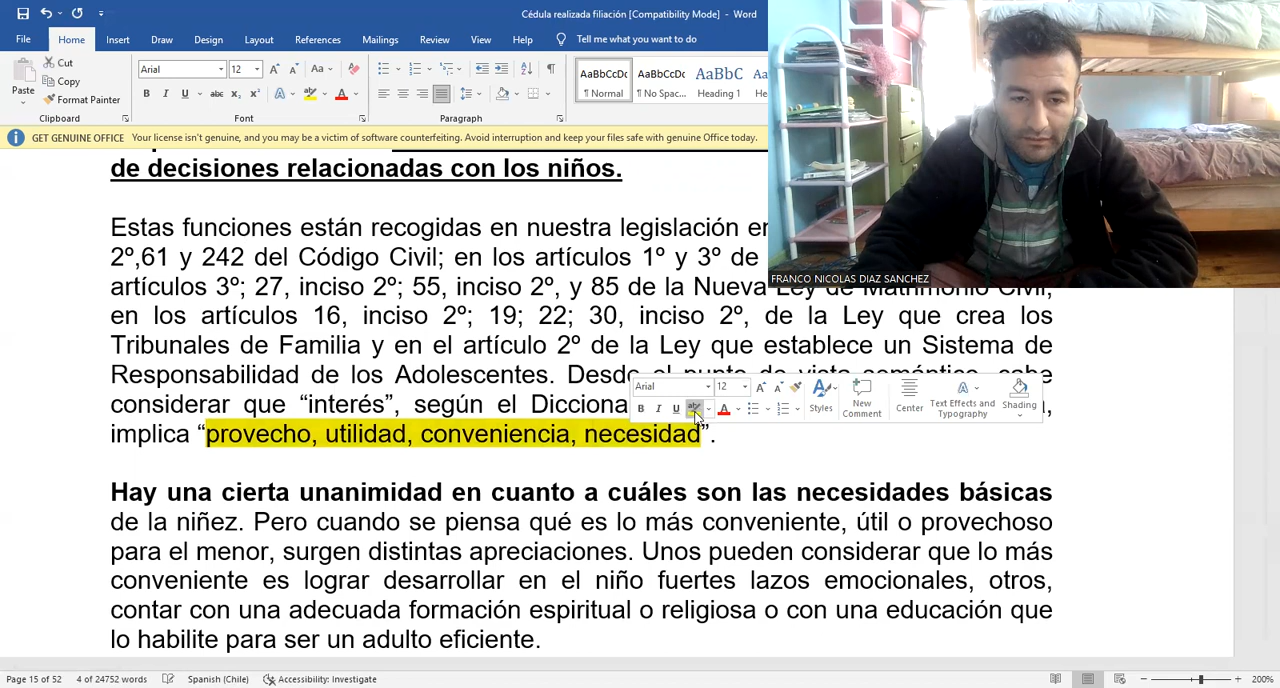 Cédula realizada filiación [Compatibility Mode] - Word
File Home Insert Draw Design Layout References Mailings Review View Help Tell me what you want to do
Paste Cut Copy Format Painter
Clipboard
Arial 12
Font
Paragraph
AaBbCcDc AaBbCcDc AaBbC Aa
¶ Normal ¶ No Spac... Heading 1
GET GENUINE OFFICE Your license isn't genuine, and you may be a victim of software counterfeiting. Avoid interruption and keep your files safe with genuine Office today.
FRANCO NICOLAS DIAZ SANCHEZ
de decisiones relacionadas con los niños.
Estas funciones están recogidas en nuestra legislación en
2º,61 y 242 del Código Civil; en los artículos 1º y 3º de
artículos 3º; 27, inciso 2º; 55, inciso 2º, y 85 de la Nueva Ley de Matrimonio Civil;
en los artículos 16, inciso 2º; 19; 22; 30, inciso 2º, de la Ley que crea los
Tribunales de Familia y en el artículo 2º de la Ley que establece un Sistema de
Responsabilidad de los Adolescentes. Desde el punto de vista semántico, cabe
considerar que “interés”, según el Dicciona
implica “provecho, utilidad, conveniencia, necesidad”.
Arial 12
Styles New Comment Center Text Effects and Typography Shading
Hay una cierta unanimidad en cuanto a cuáles son las necesidades básicas
de la niñez. Pero cuando se piensa qué es lo más conveniente, útil o provechoso
para el menor, surgen distintas apreciaciones. Unos pueden considerar que lo más
conveniente es lograr desarrollar en el niño fuertes lazos emocionales, otros,
contar con una adecuada formación espiritual o religiosa o con una educación que
lo habilite para ser un adulto eficiente.
Page 15 of 52 4 of 24752 words Spanish (Chile) Accessibility: Investigate 200%